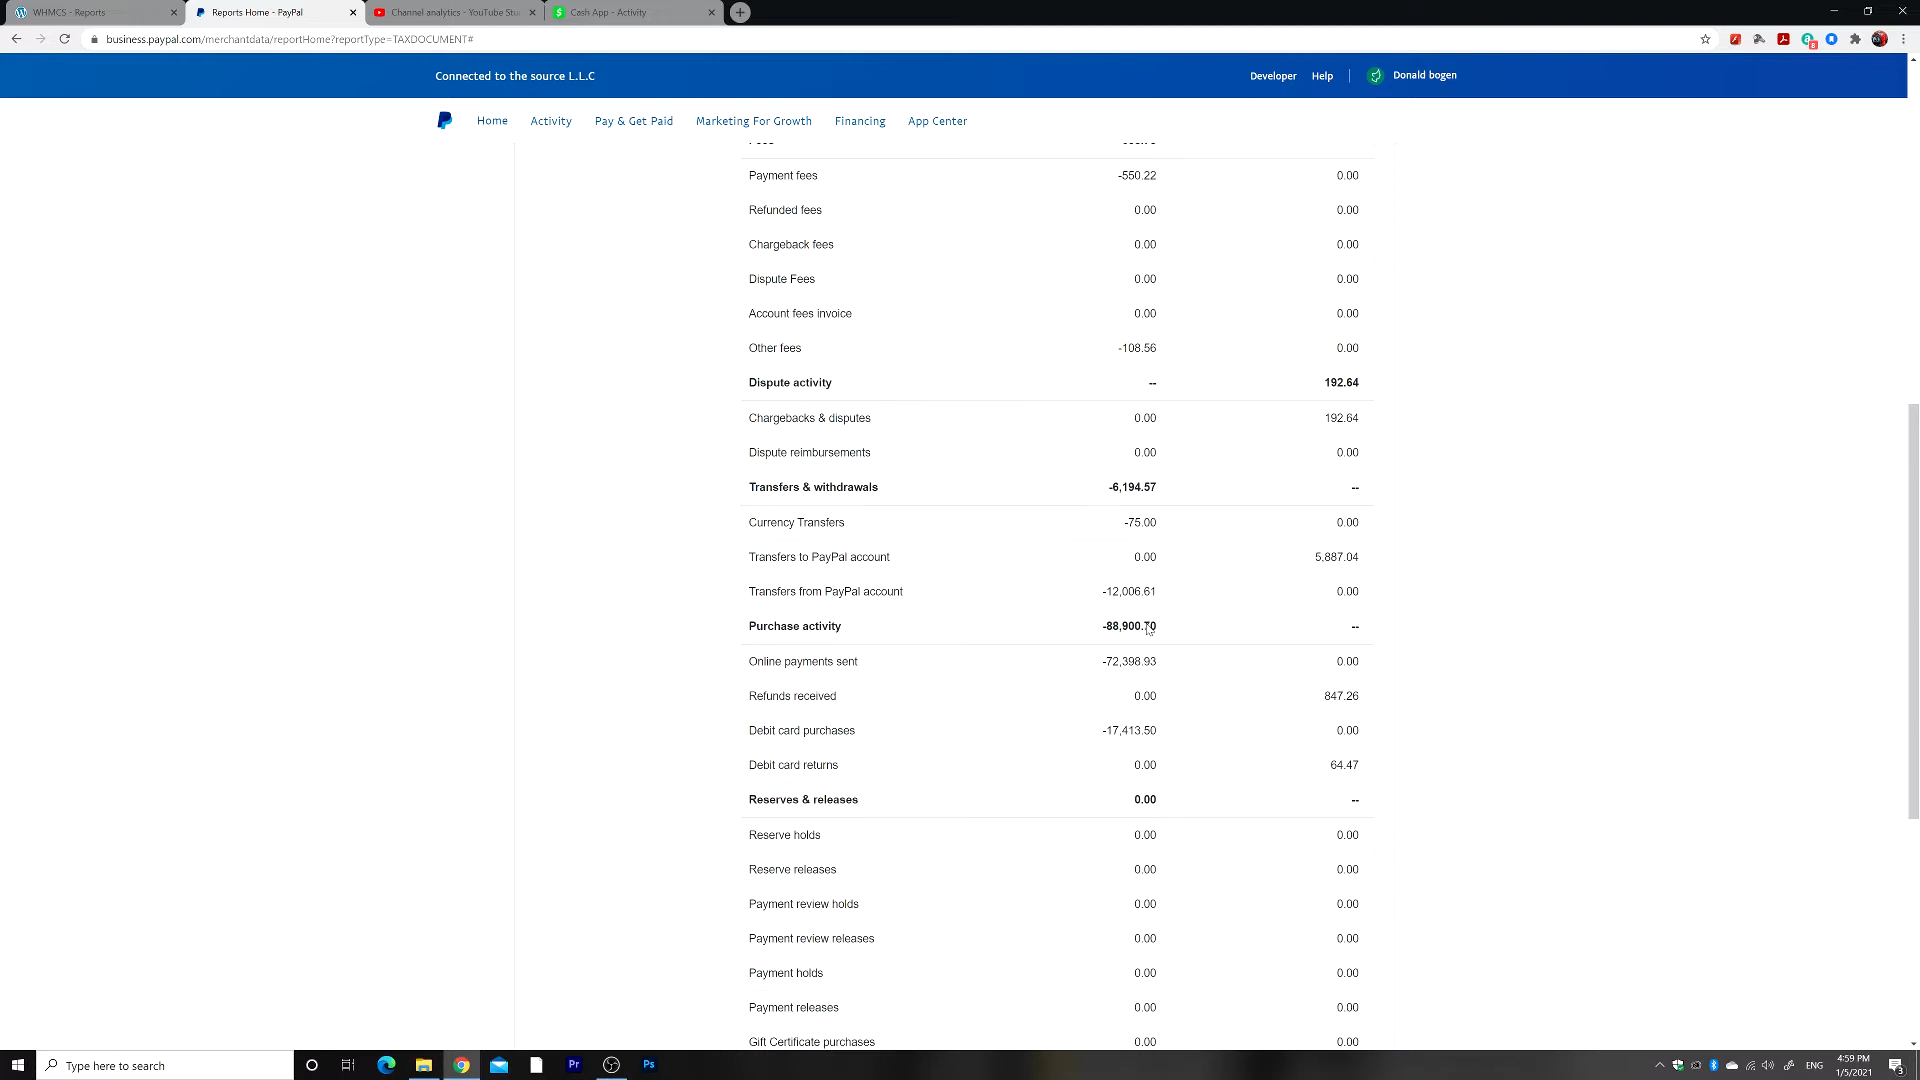 WHMCS - Reports
Reports Home - PayPal
Channel analytics - YouTube Stu
Cash App - Activity
business.paypal.com/merchantdata/reportHome?reportType=TAXDOCUMENT#
8
Connected to the source L.L.C
Developer Help Donald bogen
Home Activity Pay & Get Paid Marketing For Growth Financing App Center
Payment fees -550.22 0.00
Refunded fees 0.00 0.00
Chargeback fees 0.00 0.00
Dispute Fees 0.00 0.00
Account fees invoice 0.00 0.00
Other fees -108.56 0.00
Dispute activity -- 192.64
Chargebacks & disputes 0.00 192.64
Dispute reimbursements 0.00 0.00
Transfers & withdrawals -6,194.57 --
Currency Transfers -75.00 0.00
Transfers to PayPal account 0.00 5,887.04
Transfers from PayPal account -12,006.61 0.00
Purchase activity -88,900.70 --
Online payments sent -72,398.93 0.00
Refunds received 0.00 847.26
Debit card purchases -17,413.50 0.00
Debit card returns 0.00 64.47
Reserves & releases 0.00 --
Reserve holds 0.00 0.00
Reserve releases 0.00 0.00
Payment review holds 0.00 0.00
Payment review releases 0.00 0.00
Payment holds 0.00 0.00
Payment releases 0.00 0.00
Gift Certificate purchases 0.00 0.00
Type here to search
Pr
Ps
ENG
4:59 PM
1/5/2021
3